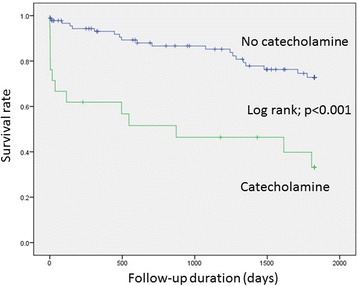 Survival rate
1.0
0.8
0.6
0.4
0.2
0.0
No catecholamine
Log rank; p<0.001
Catecholamine
0
500
1000
1500
2000
Follow-up duration (days)